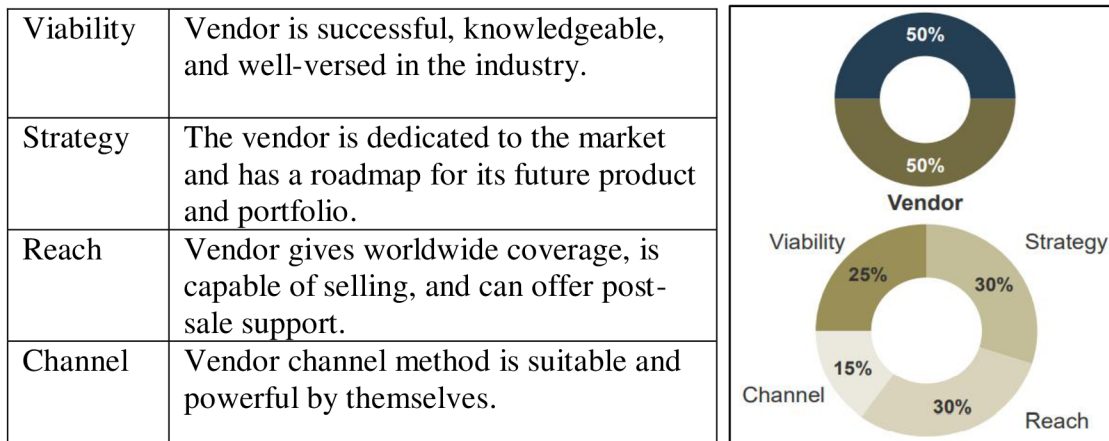 Viability
Vendor is successful, knowledgeable,
and well-versed in the industry.
Strategy
The vendor is dedicated to the market
and has a roadmap for its future product
and portfolio.
Reach
Vendor gives worldwide coverage, is
capable of selling, and can offer post-
sale support.
Channel
Vendor channel method is suitable and
powerful by themselves.
50%
50%
Vendor
Viability
Strategy
25%
30%
15%
Channel
30%
Reach